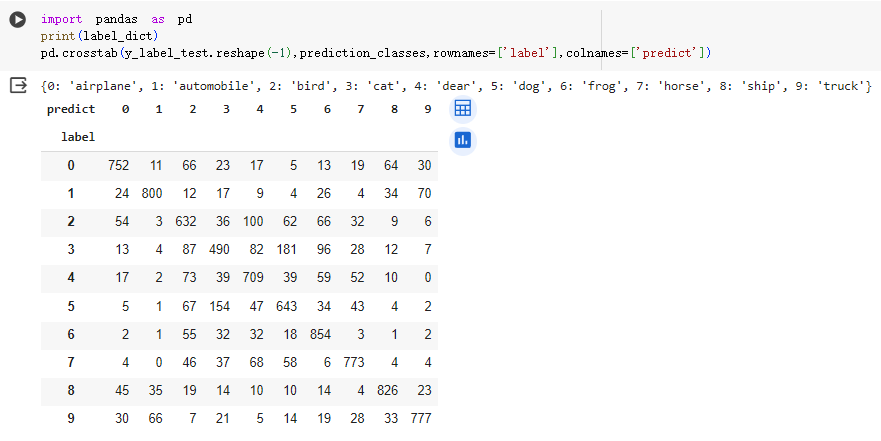 import pandas as pd
print(label_dict)
pd.crosstab(y_label_test.reshape(-1),prediction_classes,rownames=['label'],colnames=['predict'])
{0: 'airplane', 1: 'automobile', 2: 'bird', 3: 'cat', 4: 'dear', 5: 'dog', 6: 'frog', 7: 'horse', 8: 'ship', 9: 'truck'}
predict 0 1 2 3 4 5 6 7 8 9
label
0 752 11 66 23 17 5 13 19 64 30
1 24 800 12 17 9 4 26 4 34 70
2 54 3 632 36 100 62 66 32 9 6
3 13 4 87 490 82 181 96 28 12 7
4 17 2 73 39 709 39 59 52 10 0
5 5 1 67 154 47 643 34 43 4 2
6 2 1 55 32 32 18 854 3 1 2
7 4 0 46 37 68 58 6 773 4 4
8 45 35 19 14 10 10 14 4 826 23
9 30 66 7 21 5 14 19 28 33 777